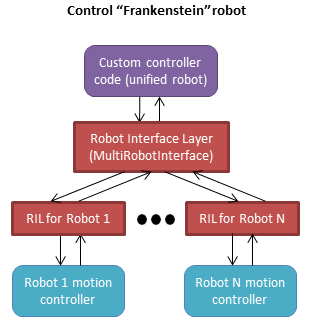 Control “Frankenstein”robot
Custom controller
code (unified robot)
Robot Interface Layer
(MultiRobotInterface)
RIL for Robot 1
RIL for Robot N
Robot 1 motion
controller
Robot N motion
controller